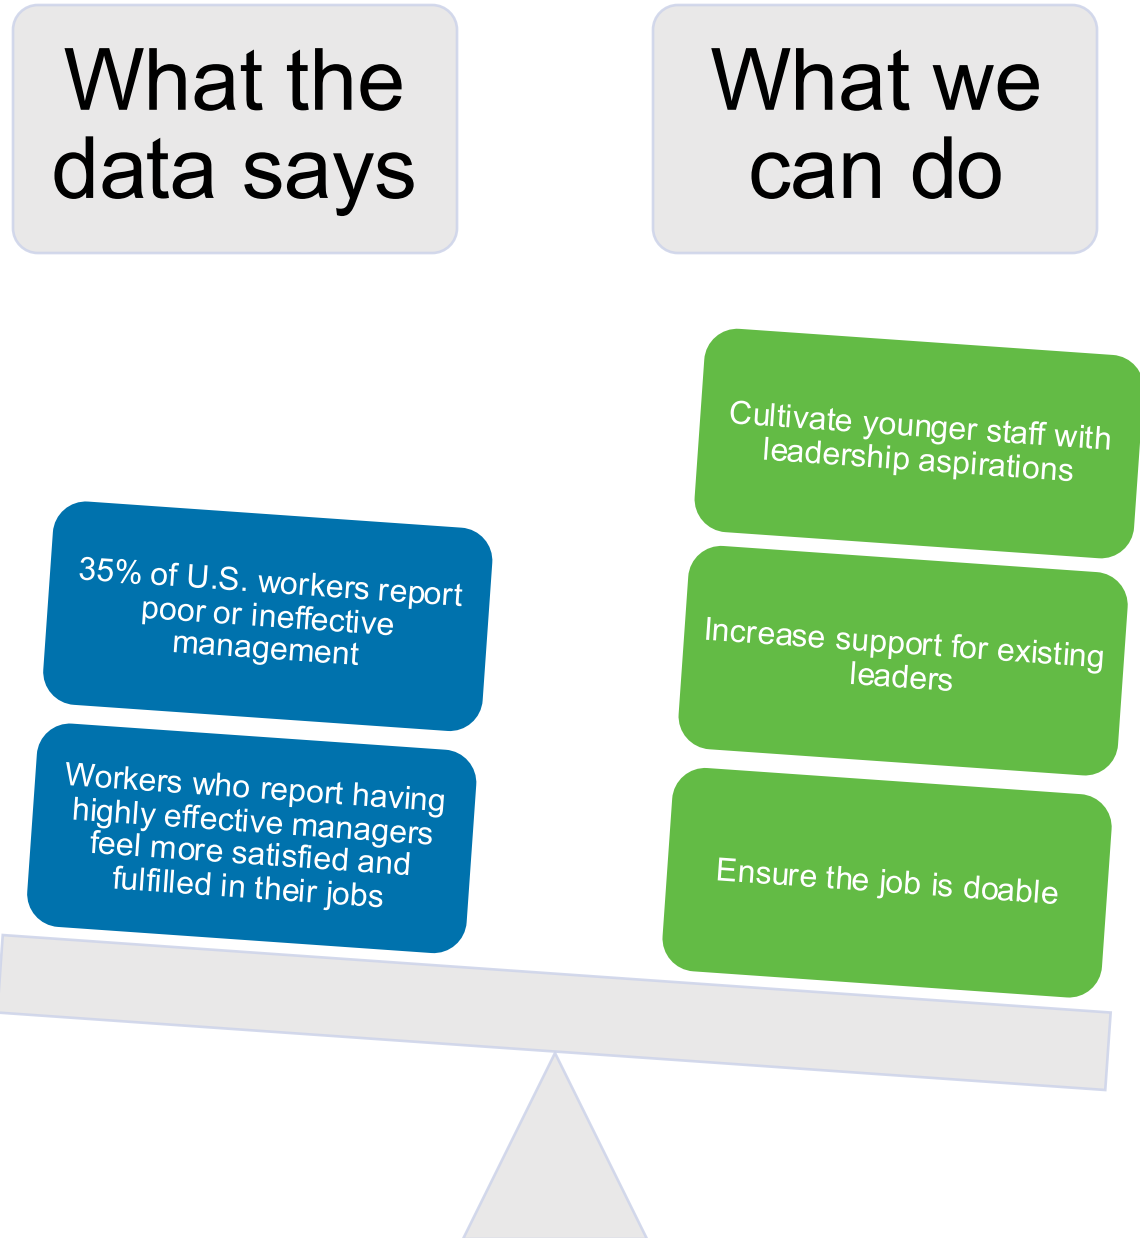 What the
data says
What we
can do
35% of U.S. workers report
poor or ineffective
management
Workers who report having
highly effective managers
feel more satisfied and
fulfilled in their jobs
Cultivate younger staff with
leadership aspirations
Increase support for existing
leaders
Ensure the job is doable